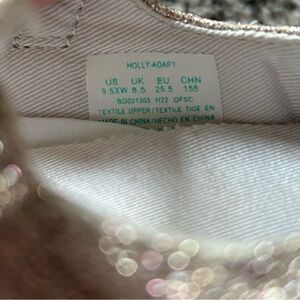 HOLLY-ADAPT
US UK EU CHN
9.5XW 8.5 25.5 155
BG021303 H22 OFSC
TEXTILE UPPER/TEXTILE TIGE EN
MADE IN CHINA/HECHO EN CHINA